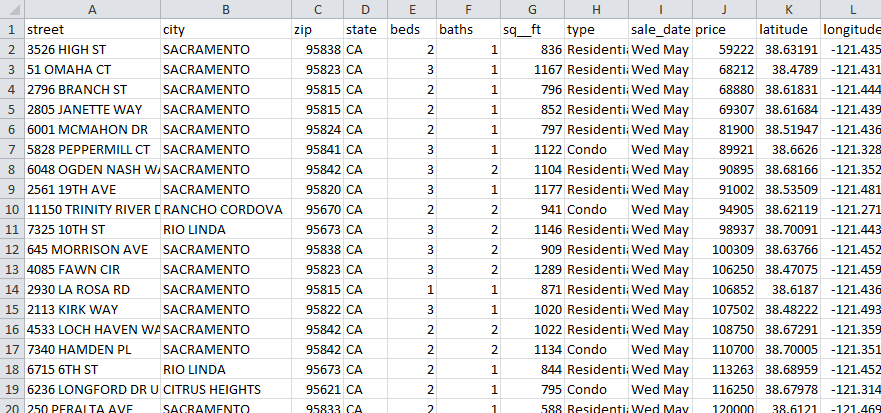 A B C D E F G H I J K L
1 street city zip state beds baths sq__ft type sale_date price latitude longitude
2 3526 HIGH ST SACRAMENTO 95838 CA 2 1 836 Residentia Wed May 59222 38.63191 -121.435
3 51 OMAHA CT SACRAMENTO 95823 CA 3 1 1167 Residentia Wed May 68212 38.4789 -121.431
4 2796 BRANCH ST SACRAMENTO 95815 CA 2 1 796 Residentia Wed May 68880 38.61831 -121.444
5 2805 JANETTE WAY SACRAMENTO 95815 CA 2 1 852 Residentia Wed May 69307 38.61684 -121.439
6 6001 MCMAHON DR SACRAMENTO 95824 CA 2 1 797 Residentia Wed May 81900 38.51947 -121.436
7 5828 PEPPERMILL CT SACRAMENTO 95841 CA 3 1 1122 Condo Wed May 89921 38.6626 -121.328
8 6048 OGDEN NASH WA SACRAMENTO 95842 CA 3 2 1104 Residentia Wed May 90895 38.68166 -121.352
9 2561 19TH AVE SACRAMENTO 95820 CA 3 1 1177 Residentia Wed May 91002 38.53509 -121.481
10 11150 TRINITY RIVER D RANCHO CORDOVA 95670 CA 2 2 941 Condo Wed May 94905 38.62119 -121.271
11 7325 10TH ST RIO LINDA 95673 CA 3 2 1146 Residentia Wed May 98937 38.70091 -121.443
12 645 MORRISON AVE SACRAMENTO 95838 CA 3 2 909 Residentia Wed May 100309 38.63766 -121.452
13 4085 FAWN CIR SACRAMENTO 95823 CA 3 2 1289 Residentia Wed May 106250 38.47075 -121.459
14 2930 LA ROSA RD SACRAMENTO 95815 CA 1 1 871 Residentia Wed May 106852 38.6187 -121.436
15 2113 KIRK WAY SACRAMENTO 95822 CA 3 1 1020 Residentia Wed May 107502 38.48222 -121.493
16 4533 LOCH HAVEN WA SACRAMENTO 95842 CA 2 2 1022 Residentia Wed May 108750 38.67291 -121.359
17 7340 HAMDEN PL SACRAMENTO 95842 CA 2 2 1134 Condo Wed May 110700 38.70005 -121.351
18 6715 6TH ST RIO LINDA 95673 CA 2 1 844 Residentia Wed May 113263 38.68959 -121.452
19 6236 LONGFORD DR U CITRUS HEIGHTS 95621 CA 2 1 795 Condo Wed May 116250 38.67978 -121.314
20 250 PERALTA AVE SACRAMENTO 95833 CA 2 1 588 Residentia Wed May 120000 38.6121 -121.469